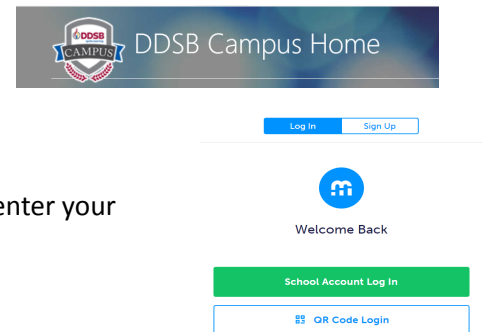 DDSB
CAMPUS
DDSB Campus Home
Log In Sign Up
enter your
Welcome Back
School Account Log In
QR Code Login